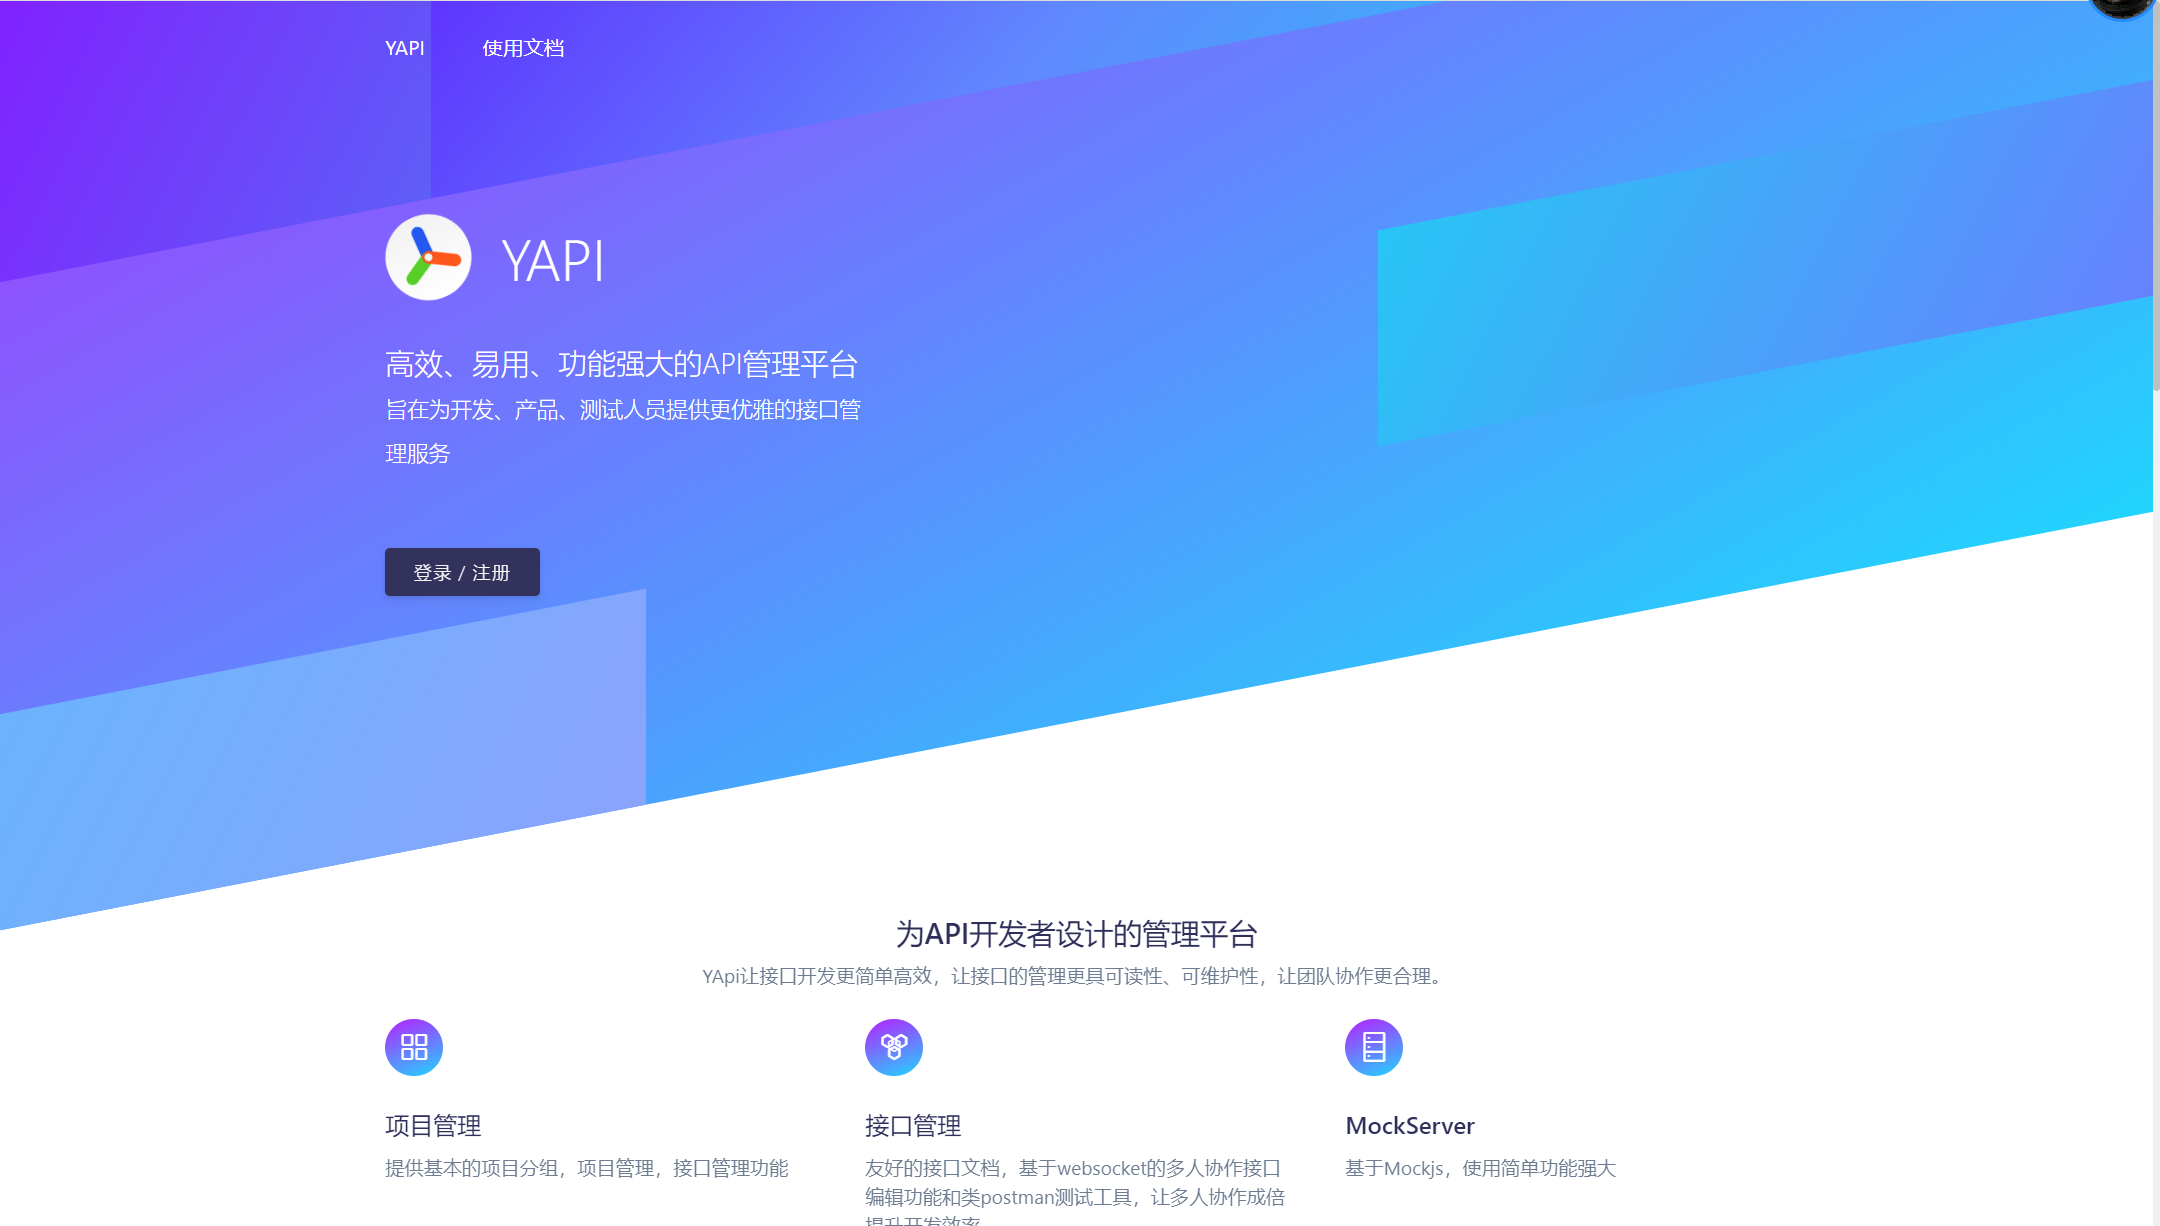 YAPI
使用文档
YAPI
高效、易用、功能强大的API管理平台
旨在为开发、产品、测试人员提供更优雅的接口管
理服务
登录 / 注册
为API开发者设计的管理平台
YApi让接口开发更简单高效，让接口的管理更具可读性、可维护性，让团队协作更合理。
项目管理
提供基本的项目分组，项目管理，接口管理功能
接口管理
友好的接口文档，基于websocket的多人协作接口
编辑功能和类postman测试工具，让多人协作成倍
提升开发效率
MockServer
基于Mockjs，使用简单功能强大